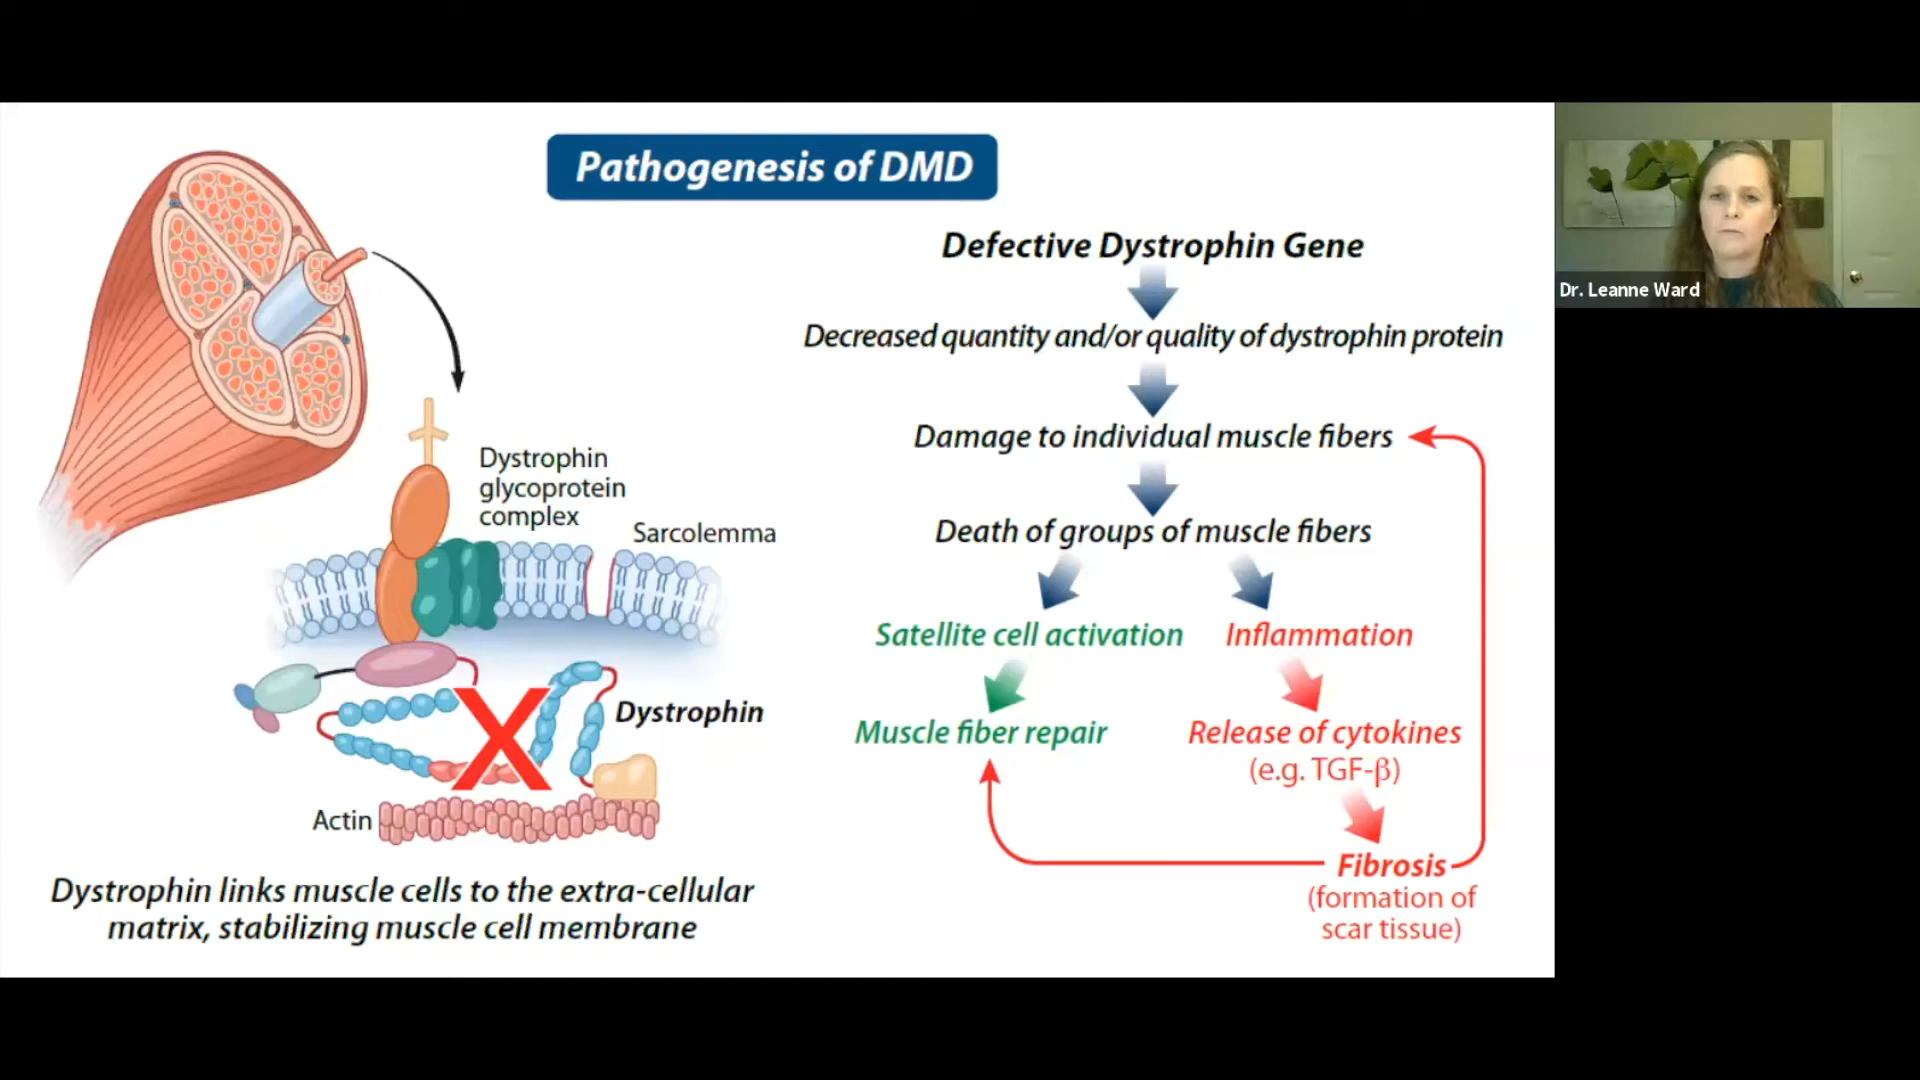 Pathogenesis of DMD
Dystrophin
glycoprotein
complex
Sarcolemma
Dystrophin
Actin
Dystrophin links muscle cells to the extra-cellular
matrix, stabilizing muscle cell membrane
Defective Dystrophin Gene
Decreased quantity and/or quality of dystrophin protein
Damage to individual muscle fibers
Death of groups of muscle fibers
Satellite cell activation
Muscle fiber repair
Inflammation
Release of cytokines
(e.g. TGF-β)
Fibrosis
(formation of
scar tissue)
Dr. Leanne Ward